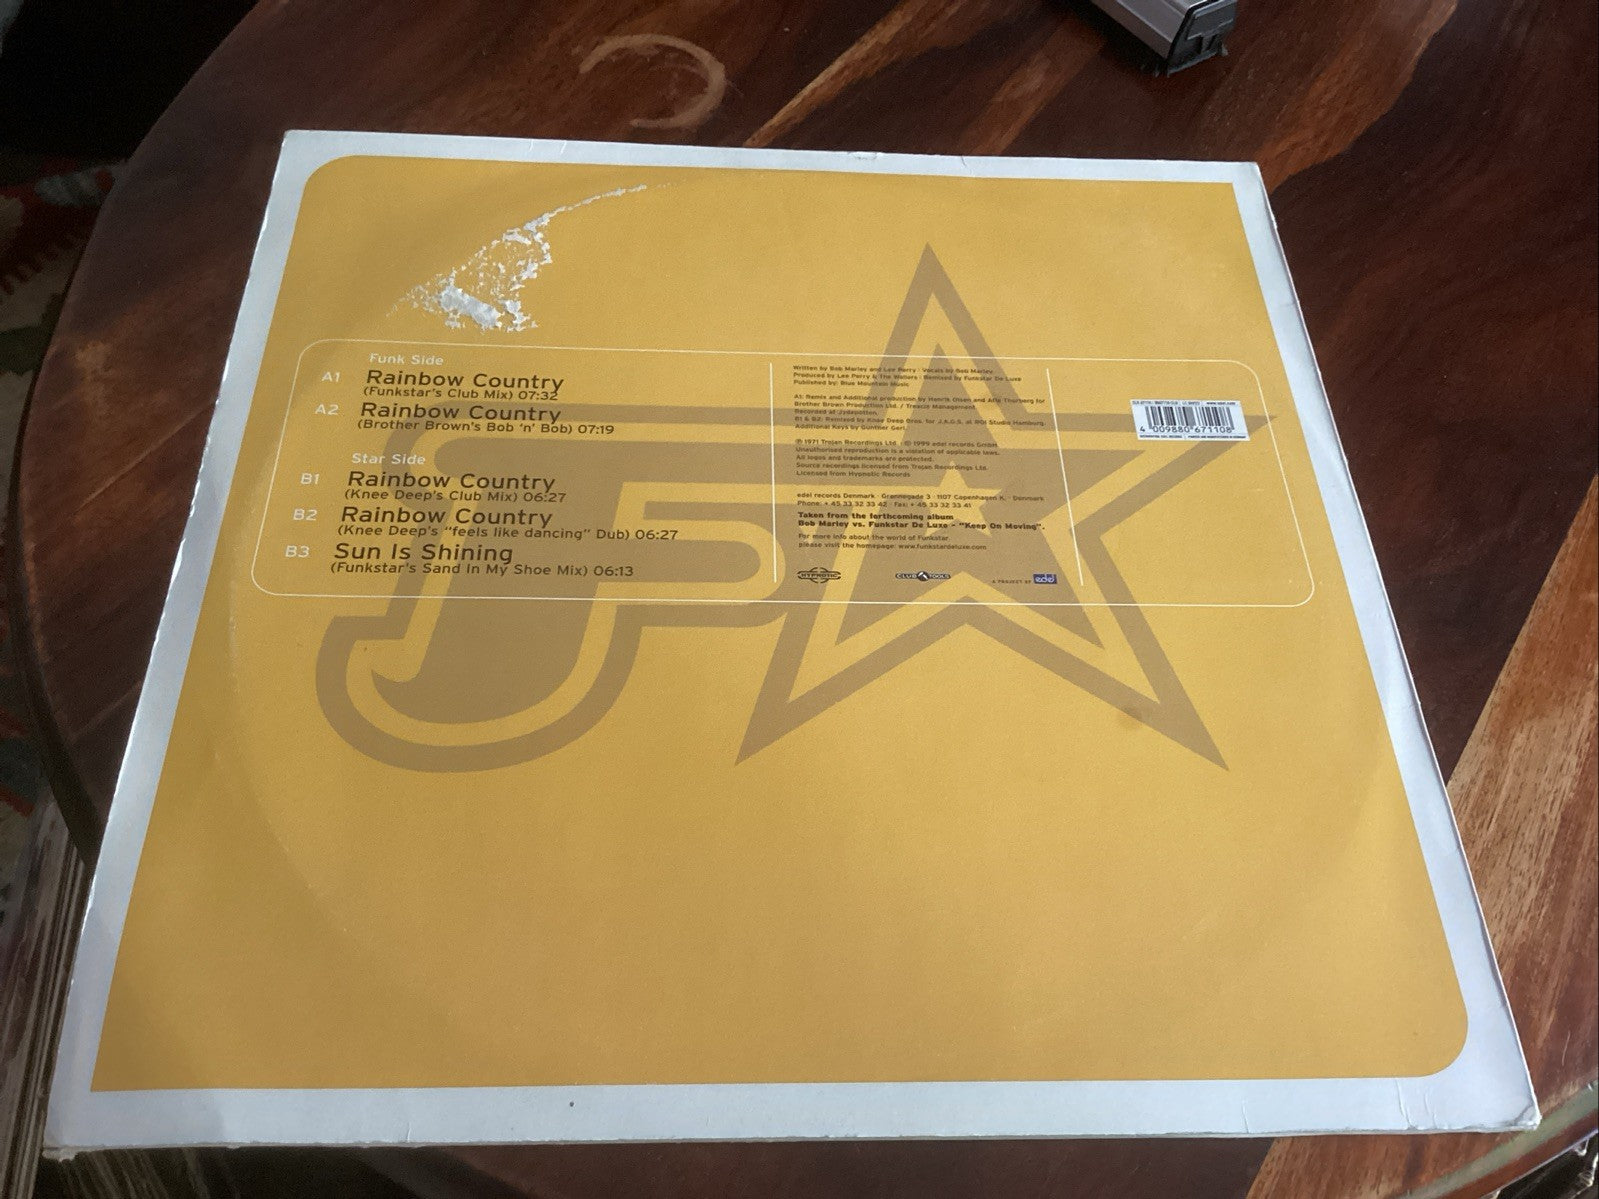 Funk Side
A1 Rainbow Country
(Funkstar's Club Mix) 07:32
A2 Rainbow Country
(Brother Brown's Bob 'n' Bob) 07:19
Star Side
B1 Rainbow Country
(Knee Deep's Club Mix) 06:27
B2 Rainbow Country
(Knee Deep's "feels like dancing" Dub) 06:27
B3 Sun Is Shining
(Funkstar's Sand In My Shoe Mix) 06:13
Written by Bob Marley and Lee Perry · Vocals by Bob Marley
Produced by Lee Perry & The Wailers · Remixed by Funkstar De Luxe
Published by: Blue Mountain Music
A1: Remix and Additional production by Henrik Olsen and
Brother Brown Production Ltd. / Management
Recorded at
B1 & B2: Remixed by Knee Deep Bros. for J.A.G.S. at ROI Studio Hamburg.
Additional Keys by Günther Gerl.
℗ 1971 Trojan Recordings Ltd. · © 1999 edel records GmbH
Unauthorised reproduction is a violation of applicable laws.
All logos and trademarks are protected.
Source recordings licensed from Trojan Recordings Ltd.
Licensed from Hypnotic Records
edel records Denmark · Grønnegade 3 · 1107 Copenhagen K. · Denmark
Phone: + 45 33 32 33 42 · Fax: + 45 33 32 33 41
Taken from the forthcoming album
Bob Marley vs. Funkstar De Luxe - "Keep On Moving".
For more info about the world of Funkstar
please visit the homepage: www.funkstardeluxe.com
HYPNOTIC
CLUB TOOLS
A PROJECT OF edel
www.edel.com
4 009880 671108